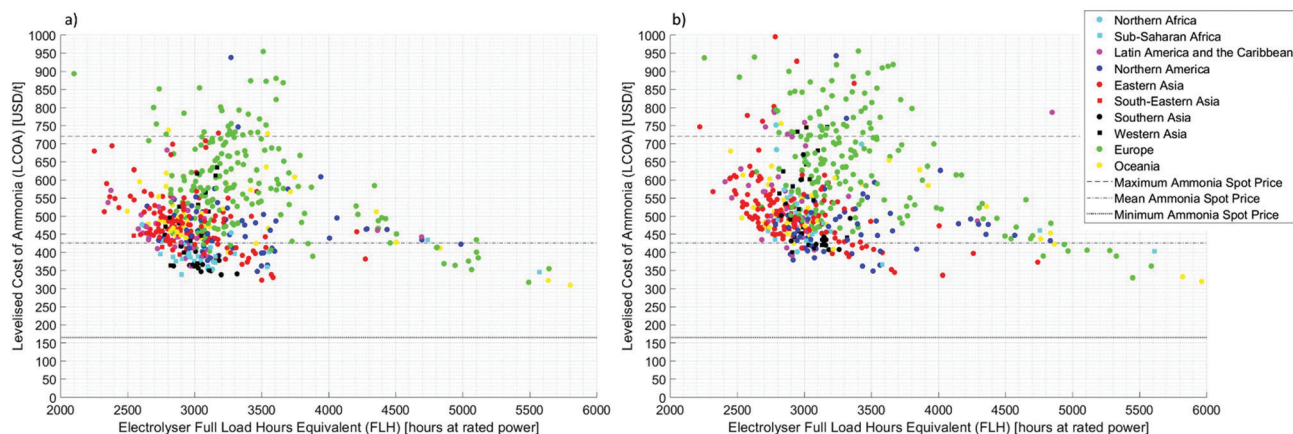 a)
Levelised Cost of Ammonia (LCOA) [USD/t]
1000
950
900
850
800
750
700
650
600
550
500
450
400
350
300
250
200
150
100
50
0
2000 2500 3000 3500 4000 4500 5000 5500 6000
Electrolyser Full Load Hours Equivalent (FLH) [hours at rated power]
b)
Levelised Cost of Ammonia (LCOA) [USD/t]
1000
950
900
850
800
750
700
650
600
550
500
450
400
350
300
250
200
150
100
50
0
2000 2500 3000 3500 4000 4500 5000 5500 6000
Electrolyser Full Load Hours Equivalent (FLH) [hours at rated power]
Northern Africa
Sub-Saharan Africa
Latin America and the Caribbean
Northern America
Eastern Asia
South-Eastern Asia
Southern Asia
Western Asia
Europe
Oceania
Maximum Ammonia Spot Price
Mean Ammonia Spot Price
Minimum Ammonia Spot Price